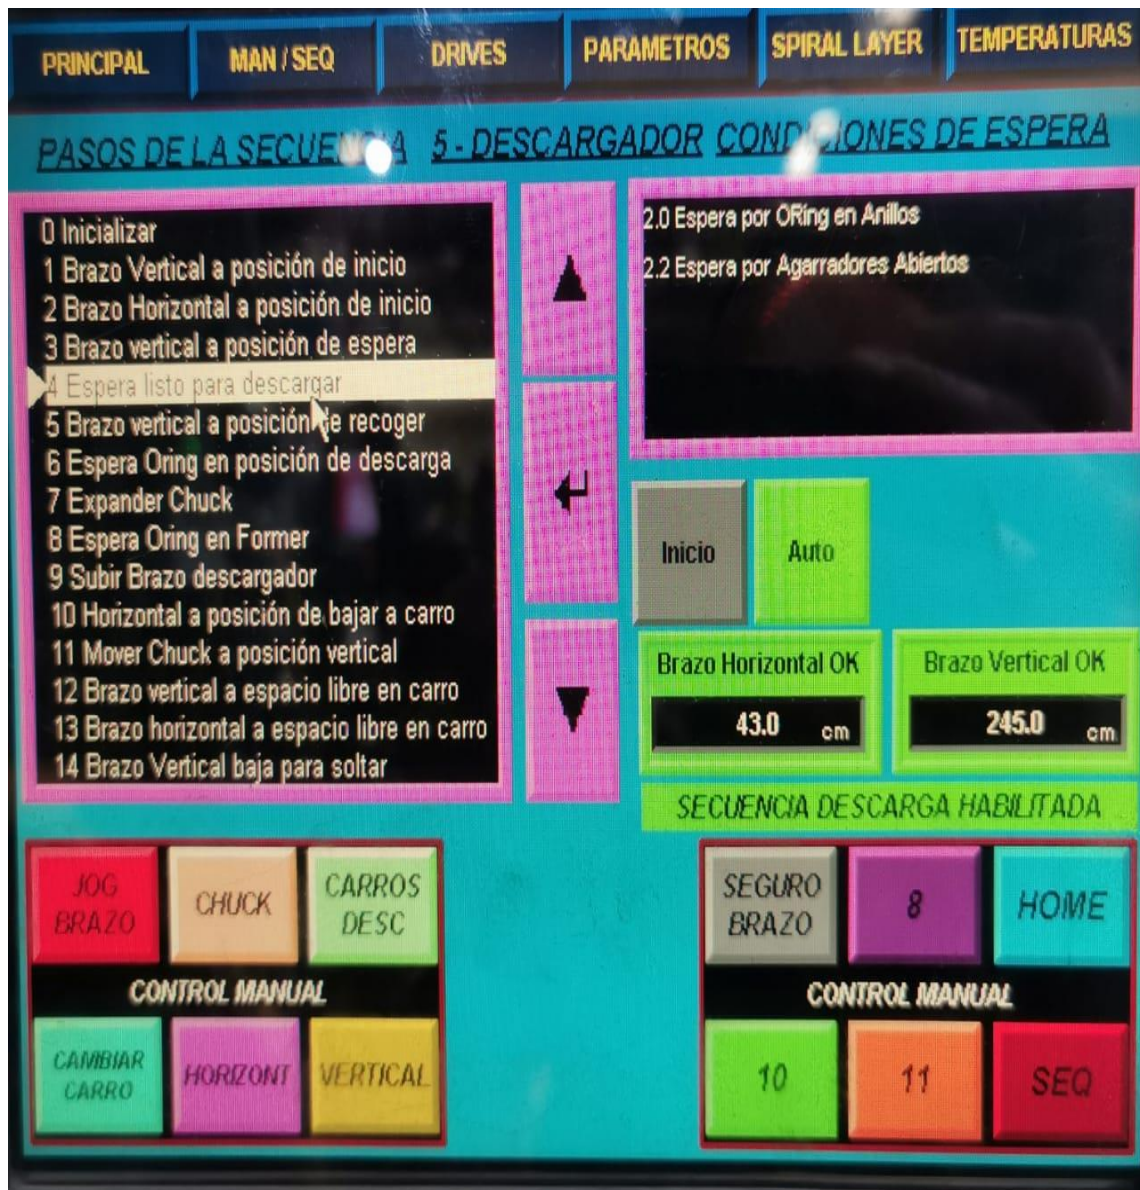 PRINCIPAL
MAN / SEQ
DRIVES
PARAMETROS
SPIRAL LAYER
TEMPERATURAS
PASOS DE LA SECUENCIA
5 - DESCARGADOR
CONDICIONES DE ESPERA
0 Inicializar
1 Brazo Vertical a posición de inicio
2 Brazo Horizontal a posición de inicio
3 Brazo vertical a posición de espera
4 Espera listo para descargar
5 Brazo vertical a posición de recoger
6 Espera Oring en posición de descarga
7 Expander Chuck
8 Espera Oring en Former
9 Subir Brazo descargador
10 Horizontal a posición de bajar a carro
11 Mover Chuck a posición vertical
12 Brazo vertical a espacio libre en carro
13 Brazo horizontal a espacio libre en carro
14 Brazo Vertical baja para soltar
2.0 Espera por ORing en Anillos
2.2 Espera por Agarradores Abiertos
Inicio
Auto
Brazo Horizontal OK
43.0 cm
Brazo Vertical OK
245.0 cm
SECUENCIA DESCARGA HABILITADA
JOG
BRAZO
CHUCK
CARROS
DESC
CONTROL MANUAL
CAMBIAR
CARRO
HORIZONT
VERTICAL
SEGURO
BRAZO
8
HOME
CONTROL MANUAL
10
11
SEQ